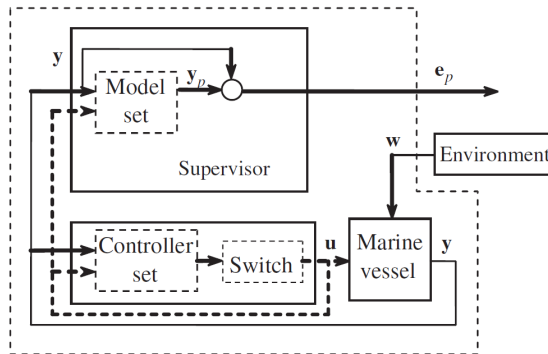 y
Model
set
y_p
e_p
Supervisor
w
Environment
Controller
set
Switch
u
Marine
vessel
y